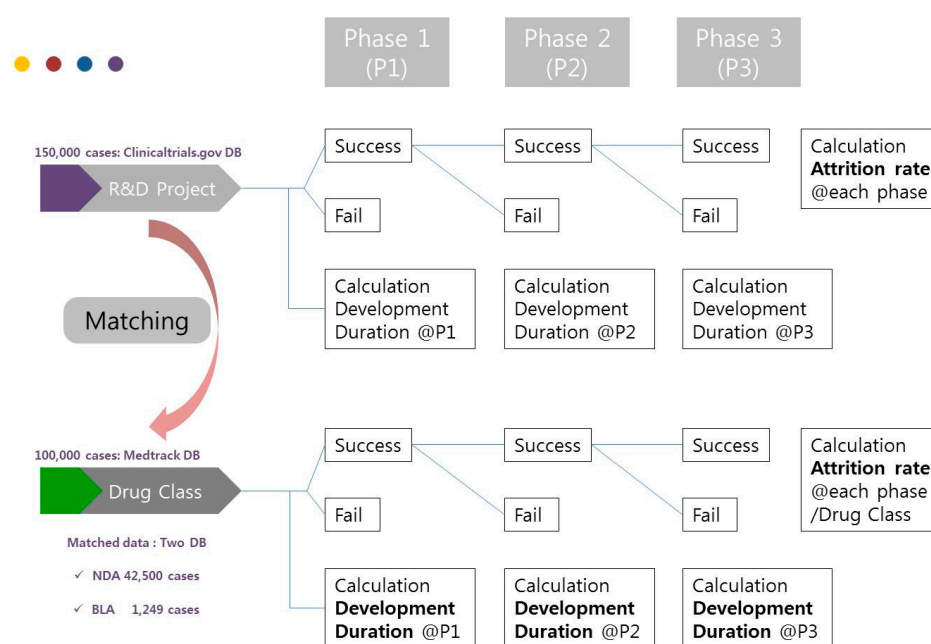 Phase 1
(P1)
Phase 2
(P2)
Phase 3
(P3)
150,000 cases: Clinicaltrials.gov DB
R&D Project
Success
Success
Success
Calculation
Attrition rate
@each phase
Fail
Fail
Fail
Calculation
Development
Duration @P1
Calculation
Development
Duration @P2
Calculation
Development
Duration @P3
Matching
100,000 cases: Medtrack DB
Drug Class
Success
Success
Success
Calculation
Attrition rate
@each phase
/Drug Class
Fail
Fail
Fail
Matched data : Two DB
✓ NDA 42,500 cases
✓ BLA 1,249 cases
Calculation
Development
Duration @P1
Calculation
Development
Duration @P2
Calculation
Development
Duration @P3